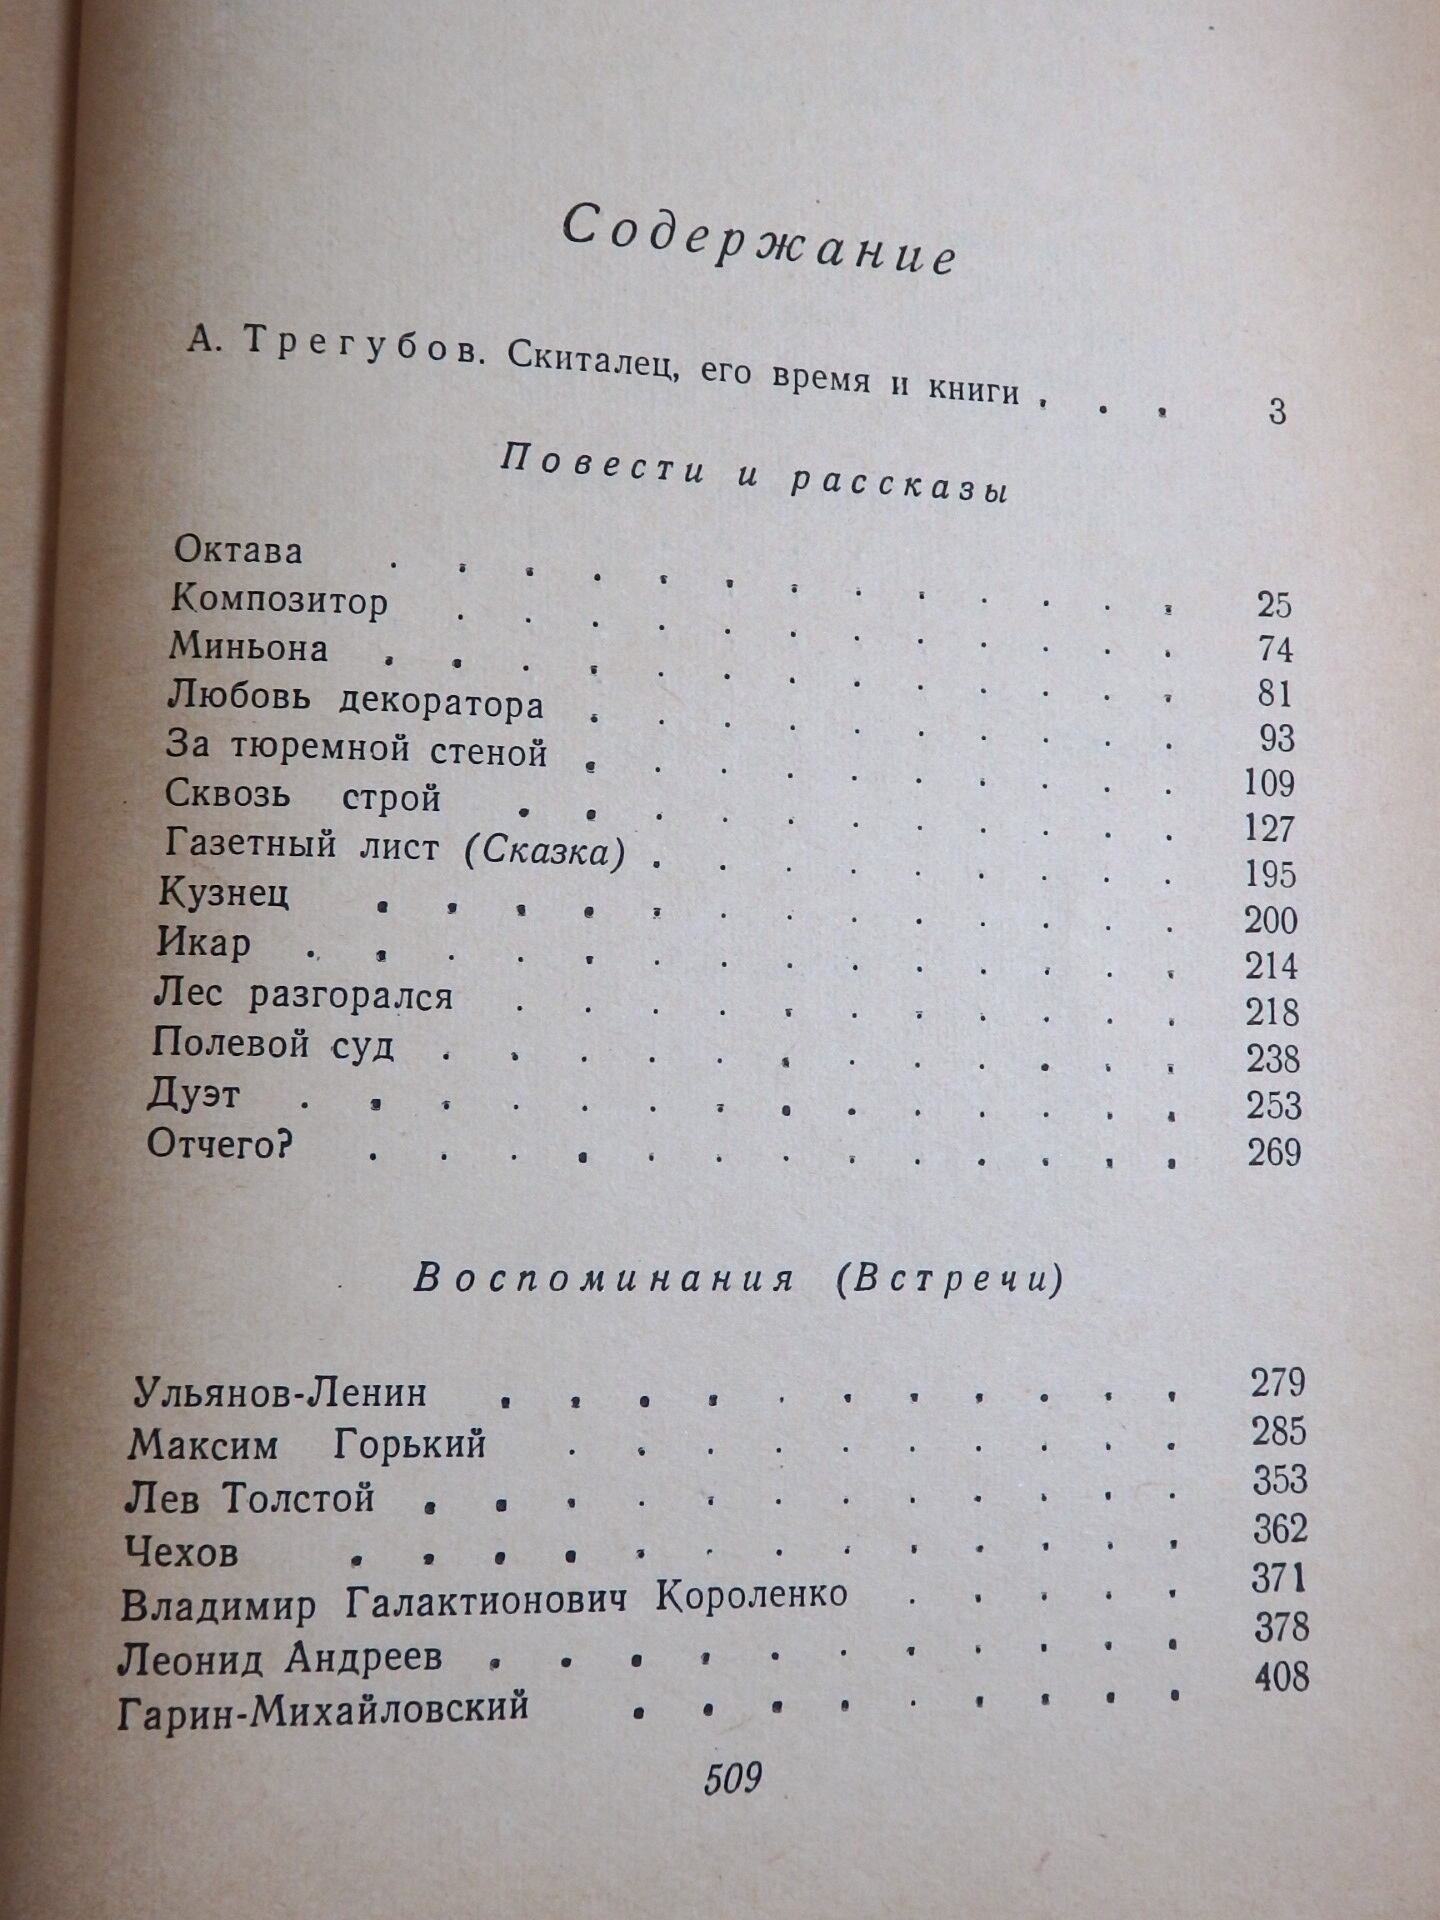 Содержание
А. Трегубов. Скиталец, его время и книги . . . 3
Повести и рассказы
Октава . . . . . . . . . . . . . 25
Композитор . . . . . . . . . . . . 74
Миньона . . . . . . . . . . . . . 81
Любовь декоратора . . . . . . . . . . 93
За тюремной стеной . . . . . . . . . . 109
Сквозь строй . . . . . . . . . . . 127
Газетный лист (Сказка) . . . . . . . . . 195
Кузнец . . . . . . . . . . . . . 200
Икар . . . . . . . . . . . . . . 214
Лес разгорался . . . . . . . . . . . 218
Полевой суд . . . . . . . . . . . . 238
Дуэт . . . . . . . . . . . . . . 253
Отчего? . . . . . . . . . . . . . 269
Воспоминания (Встречи)
Ульянов-Ленин . . . . . . . . . . . 279
Максим Горький . . . . . . . . . . 285
Лев Толстой . . . . . . . . . . . . 353
Чехов . . . . . . . . . . . . . 362
Владимир Галактионович Короленко . . . . . 371
Леонид Андреев . . . . . . . . . . . 378
Гарин-Михайловский . . . . . . . . . 408
509